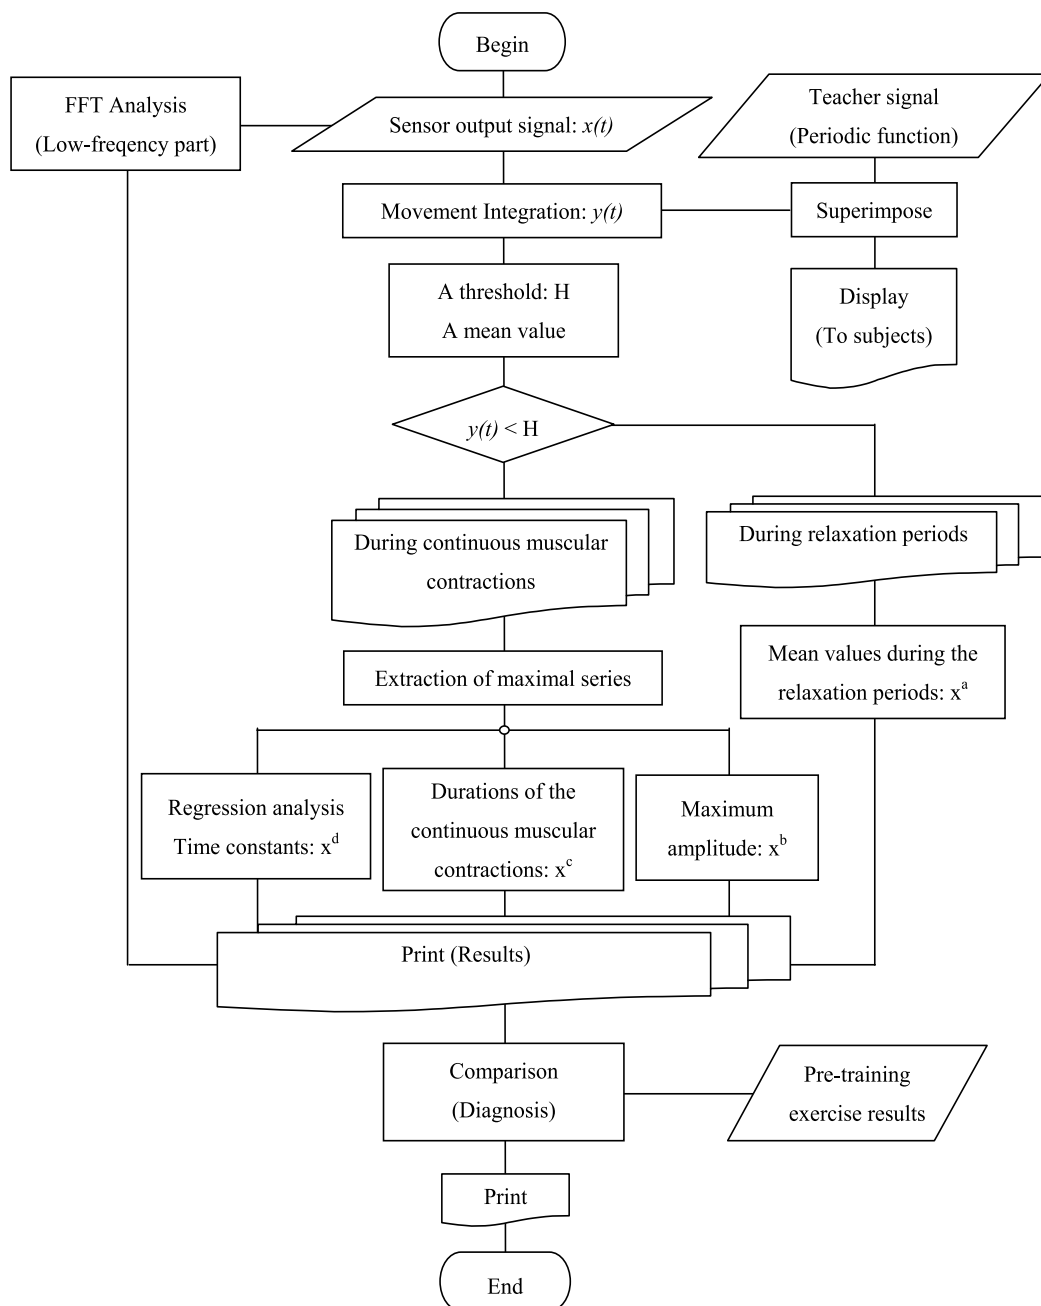 Begin
FFT Analysis
(Low-freqency part)
Sensor output signal: x(t)
Teacher signal
(Periodic function)
Movement Integration: y(t)
Superimpose
A threshold: H
A mean value
Display
(To subjects)
y(t) < H
During continuous muscular
contractions
During relaxation periods
Extraction of maximal series
Mean values during the
relaxation periods: xᵃ
Regression analysis
Time constants: xᵈ
Durations of the
continuous muscular
contractions: xᶜ
Maximum
amplitude: xᵇ
Print (Results)
Comparison
(Diagnosis)
Pre-training
exercise results
Print
End